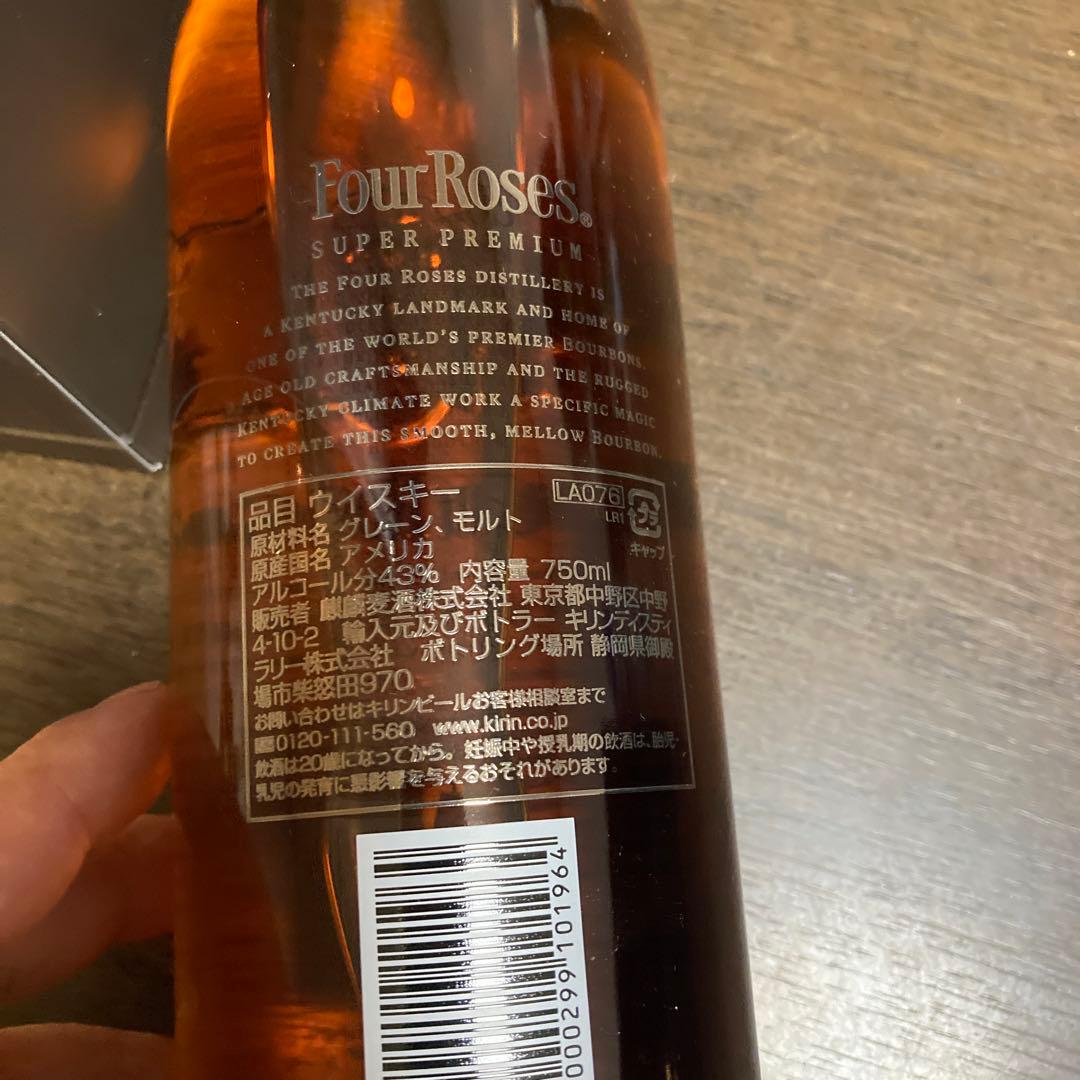 Four Roses®
SUPER PREMIUM
THE FOUR ROSES DISTILLERY IS
A KENTUCKY LANDMARK AND HOME OF
ONE OF THE WORLD'S PREMIER BOURBONS.
AGE OLD CRAFTSMANSHIP AND THE RUGGED
KENTUCKY CLIMATE WORK A SPECIFIC MAGIC
TO CREATE THIS SMOOTH, MELLOW BOURBON.
品目 ウイスキー
LA076
LR1
プラ
キャップ
原材料名 グレーン、モルト
原産国名 アメリカ
アルコール分43% 内容量 750ml
販売者 麒麟麦酒株式会社 東京都中野区中野
4-10-2 輸入元及びボトラー キリンディスティ
ラリー株式会社 ボトリング場所 静岡県御殿
場市柴怒田970
お問い合わせはキリンビールお客様相談室まで
0120-111-560 www.kirin.co.jp
飲酒は20歳になってから。妊娠中や授乳期の飲酒は、胎児・
乳児の発育に悪影響を与えるおそれがあります。
000299101964